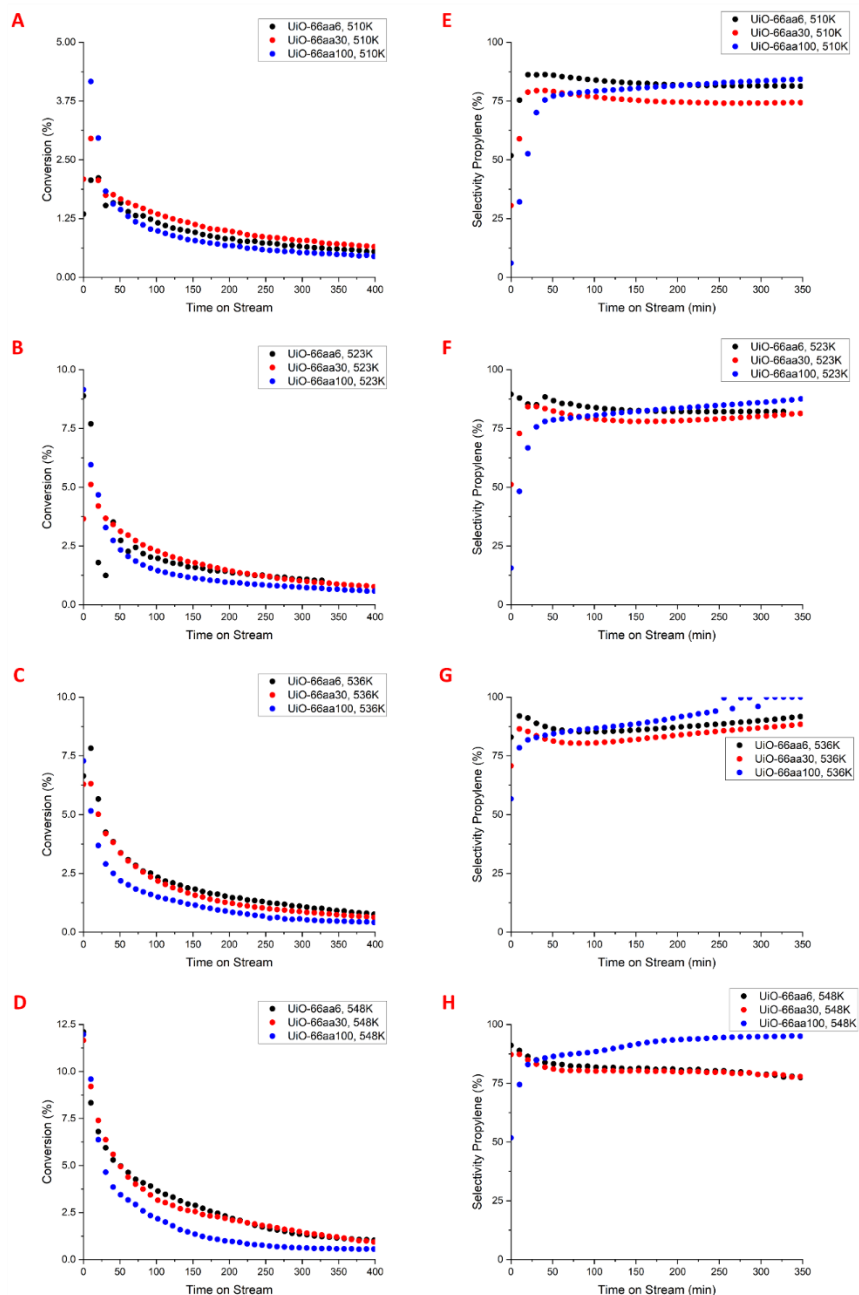 A
UiO-66aa6, 510K
UiO-66aa30, 510K
UiO-66aa100, 510K
5.00
3.75
2.50
1.25
0.00
Conversion (%)
0 50 100 150 200 250 300 350 400
Time on Stream
E
UiO-66aa6, 510K
UiO-66aa30, 510K
UiO-66aa100, 510K
100
75
50
25
0
Selectivity Propylene (%)
0 50 100 150 200 250 300 350
Time on Stream (min)
B
UiO-66aa6, 523K
UiO-66aa30, 523K
UiO-66aa100, 523K
10.0
7.5
5.0
2.5
0.0
Conversion (%)
0 50 100 150 200 250 300 350 400
Time on Stream
F
UiO-66aa6, 523K
UiO-66aa30, 523K
UiO-66aa100, 523K
100
75
50
25
0
Selectivity Propylene (%)
0 50 100 150 200 250 300 350
Time on Stream (min)
C
UiO-66aa6, 536K
UiO-66aa30, 536K
UiO-66aa100, 536K
10.0
7.5
5.0
2.5
0.0
Conversion (%)
0 50 100 150 200 250 300 350 400
Time on Stream
G
UiO-66aa6, 536K
UiO-66aa30, 536K
UiO-66aa100, 536K
100
75
50
25
0
Selectivity Propylene (%)
0 50 100 150 200 250 300 350
Time on Stream (min)
D
UiO-66aa6, 548K
UiO-66aa30, 548K
UiO-66aa100, 548K
12.5
10.0
7.5
5.0
2.5
0.0
Conversion (%)
0 50 100 150 200 250 300 350 400
Time on Stream
H
UiO-66aa6, 548K
UiO-66aa30, 548K
UiO-66aa100, 548K
100
75
50
25
0
Selectivity Propylene (%)
0 50 100 150 200 250 300 350
Time on Stream (min)